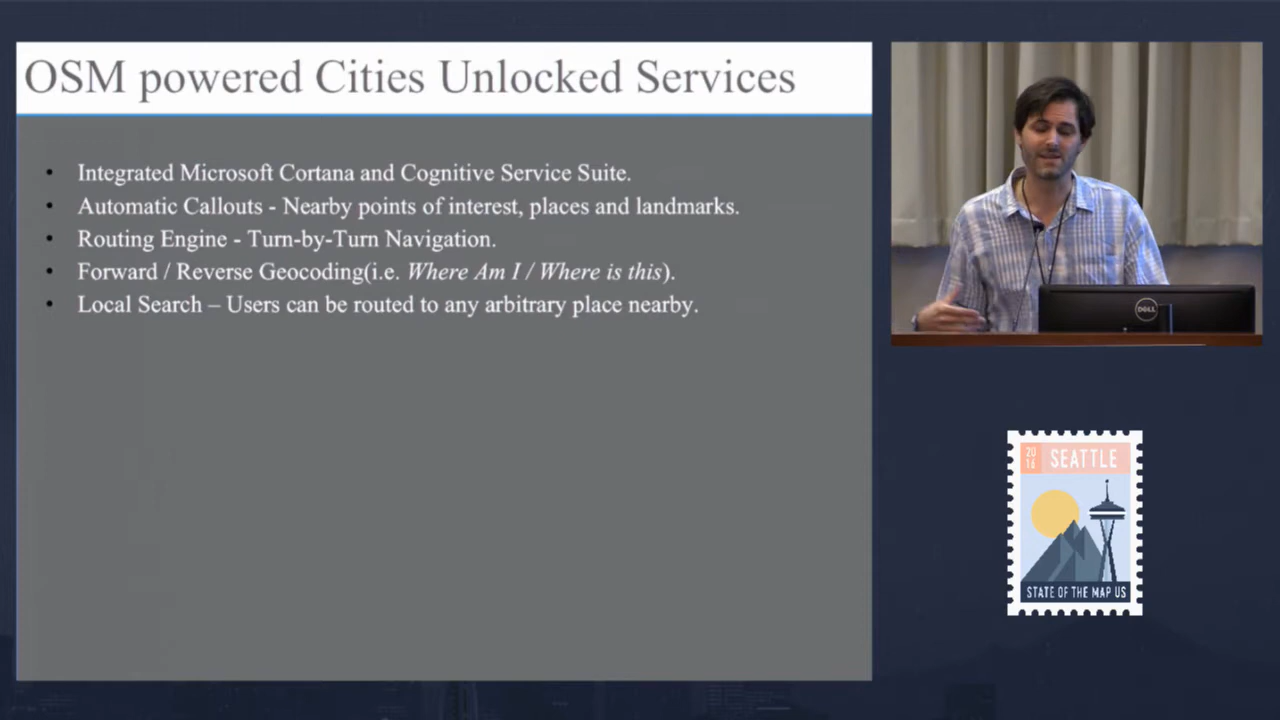 OSM powered Cities Unlocked Services
• Integrated Microsoft Cortana and Cognitive Service Suite.
• Automatic Callouts - Nearby points of interest, places and landmarks.
• Routing Engine - Turn-by-Turn Navigation.
• Forward / Reverse Geocoding(i.e. Where Am I / Where is this).
• Local Search – Users can be routed to any arbitrary place nearby.
DELL
20
16
SEATTLE
STATE OF THE MAP US